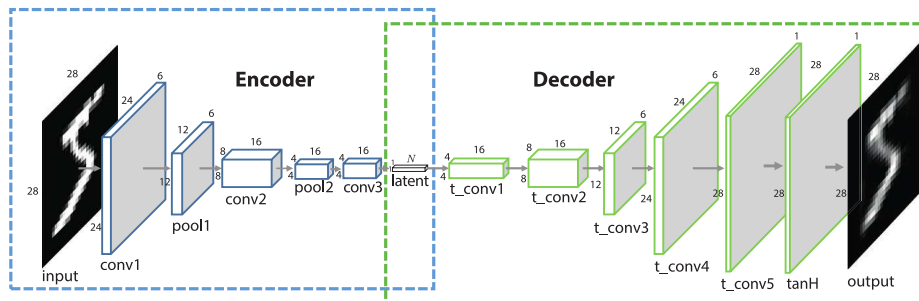 Encoder
Decoder
28
28
input
6
24
24
conv1
6
12
12
pool1
16
8
8
conv2
16
4
4
pool2
16
4
4
conv3
N
1
1
latent
16
4
4
t_conv1
16
8
8
t_conv2
6
12
12
t_conv3
6
24
24
t_conv4
1
28
28
t_conv5
1
28
28
tanH
28
28
output